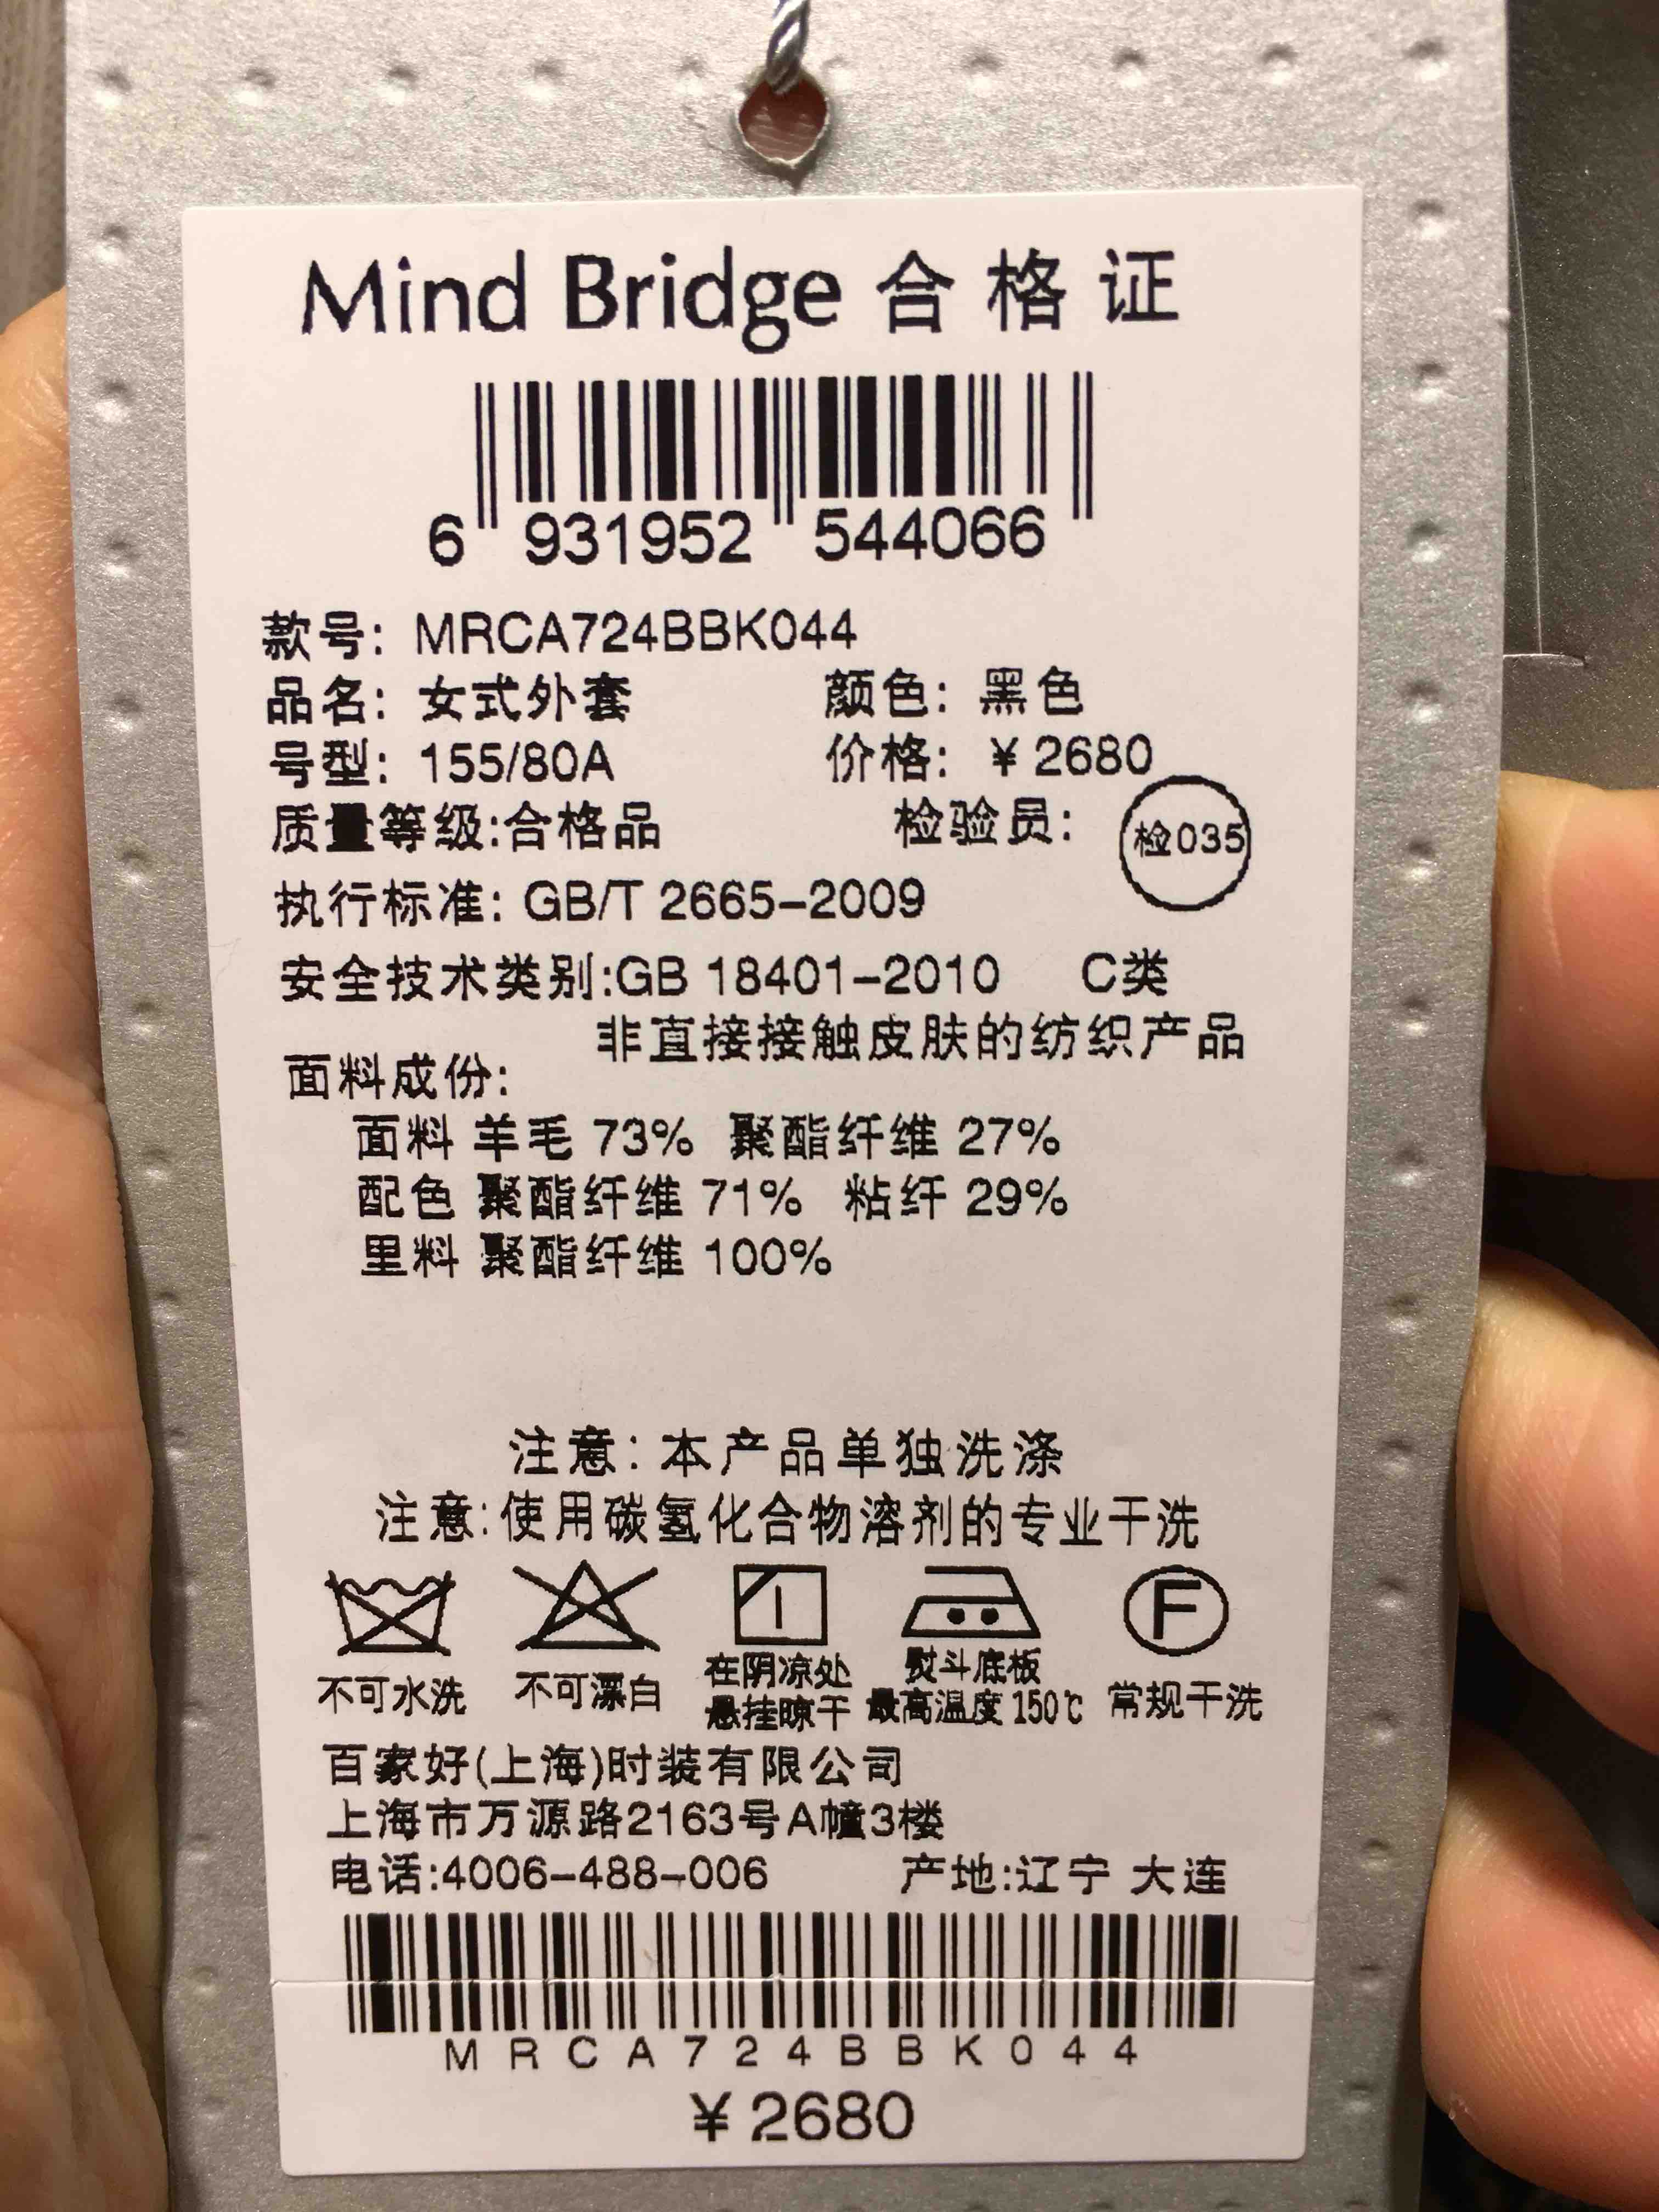 Mind Bridge 合格证
6 931952 544066
款号: MRCA724BBK044
品名: 女式外套 颜色: 黑色
号型: 155/80A 价格: ¥2680
质量等级:合格品 检验员: 检035
执行标准: GB/T 2665-2009
安全技术类别:GB 18401-2010 C类
非直接接触皮肤的纺织产品
面料成份:
面料 羊毛 73% 聚酯纤维 27%
配色 聚酯纤维 71% 粘纤 29%
里料 聚酯纤维 100%
注意: 本产品单独洗涤
注意:使用碳氢化合物溶剂的专业干洗
F
不可水洗 不可漂白 在阴凉处悬挂晾干 熨斗底板最高温度150℃ 常规干洗
百家好(上海)时装有限公司
上海市万源路2163号A幢3楼
电话:4006-488-006 产地:辽宁 大连
MRCA724BBK044
¥2680